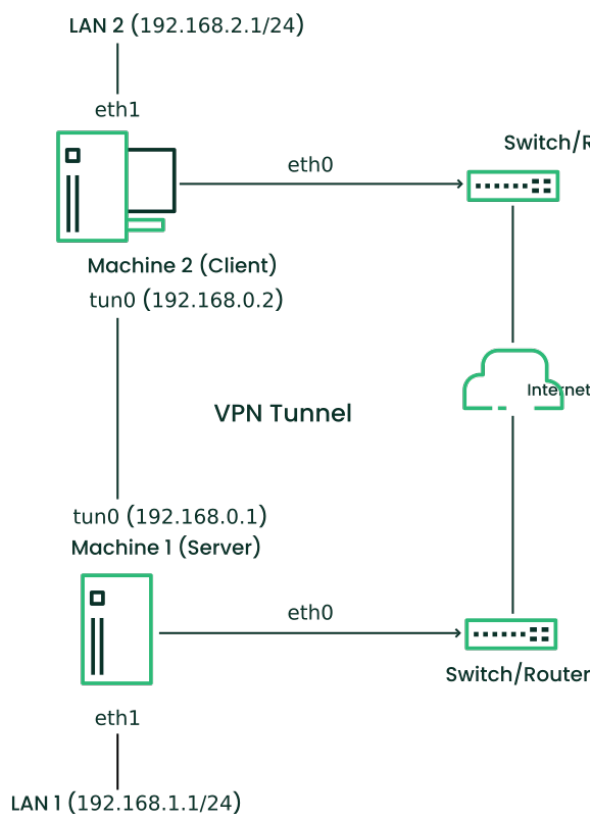 LAN 2 (192.168.2.1/24)
eth1
Switch/R
eth0
Machine 2 (Client)
tun0 (192.168.0.2)
Internet
VPN Tunnel
tun0 (192.168.0.1)
Machine 1 (Server)
eth0
Switch/Router
eth1
LAN 1 (192.168.1.1/24)